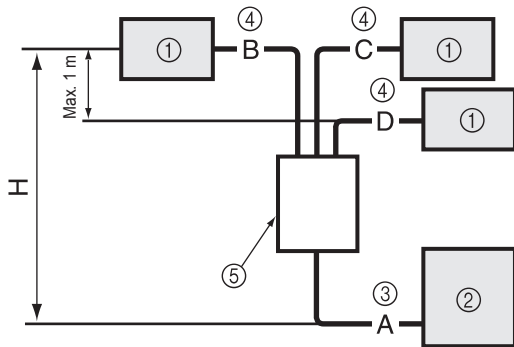 ④ ④
① B C ①
④
Max. 1 m
D ①
H
⑤
③
A ②